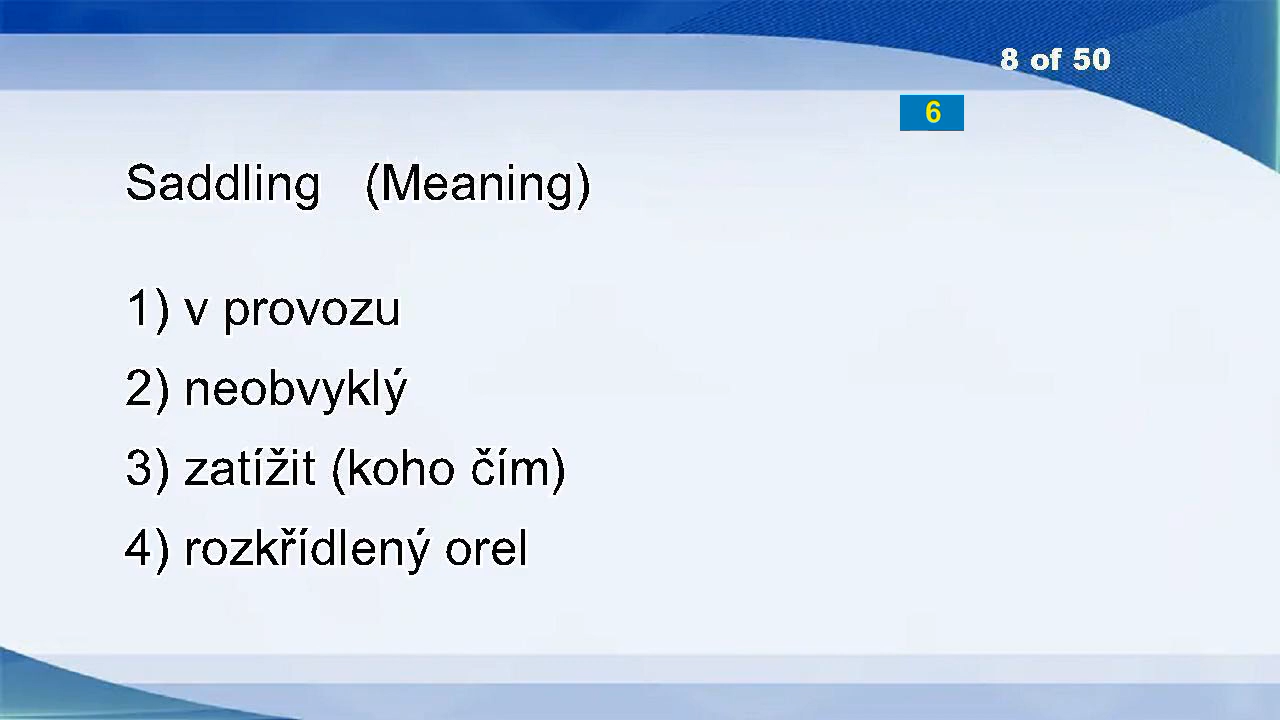 8 of 50
6
Saddling (Meaning)
1) v provozu
2) neobvyklý
3) zatížit (koho čím)
4) rozkřídlený orel